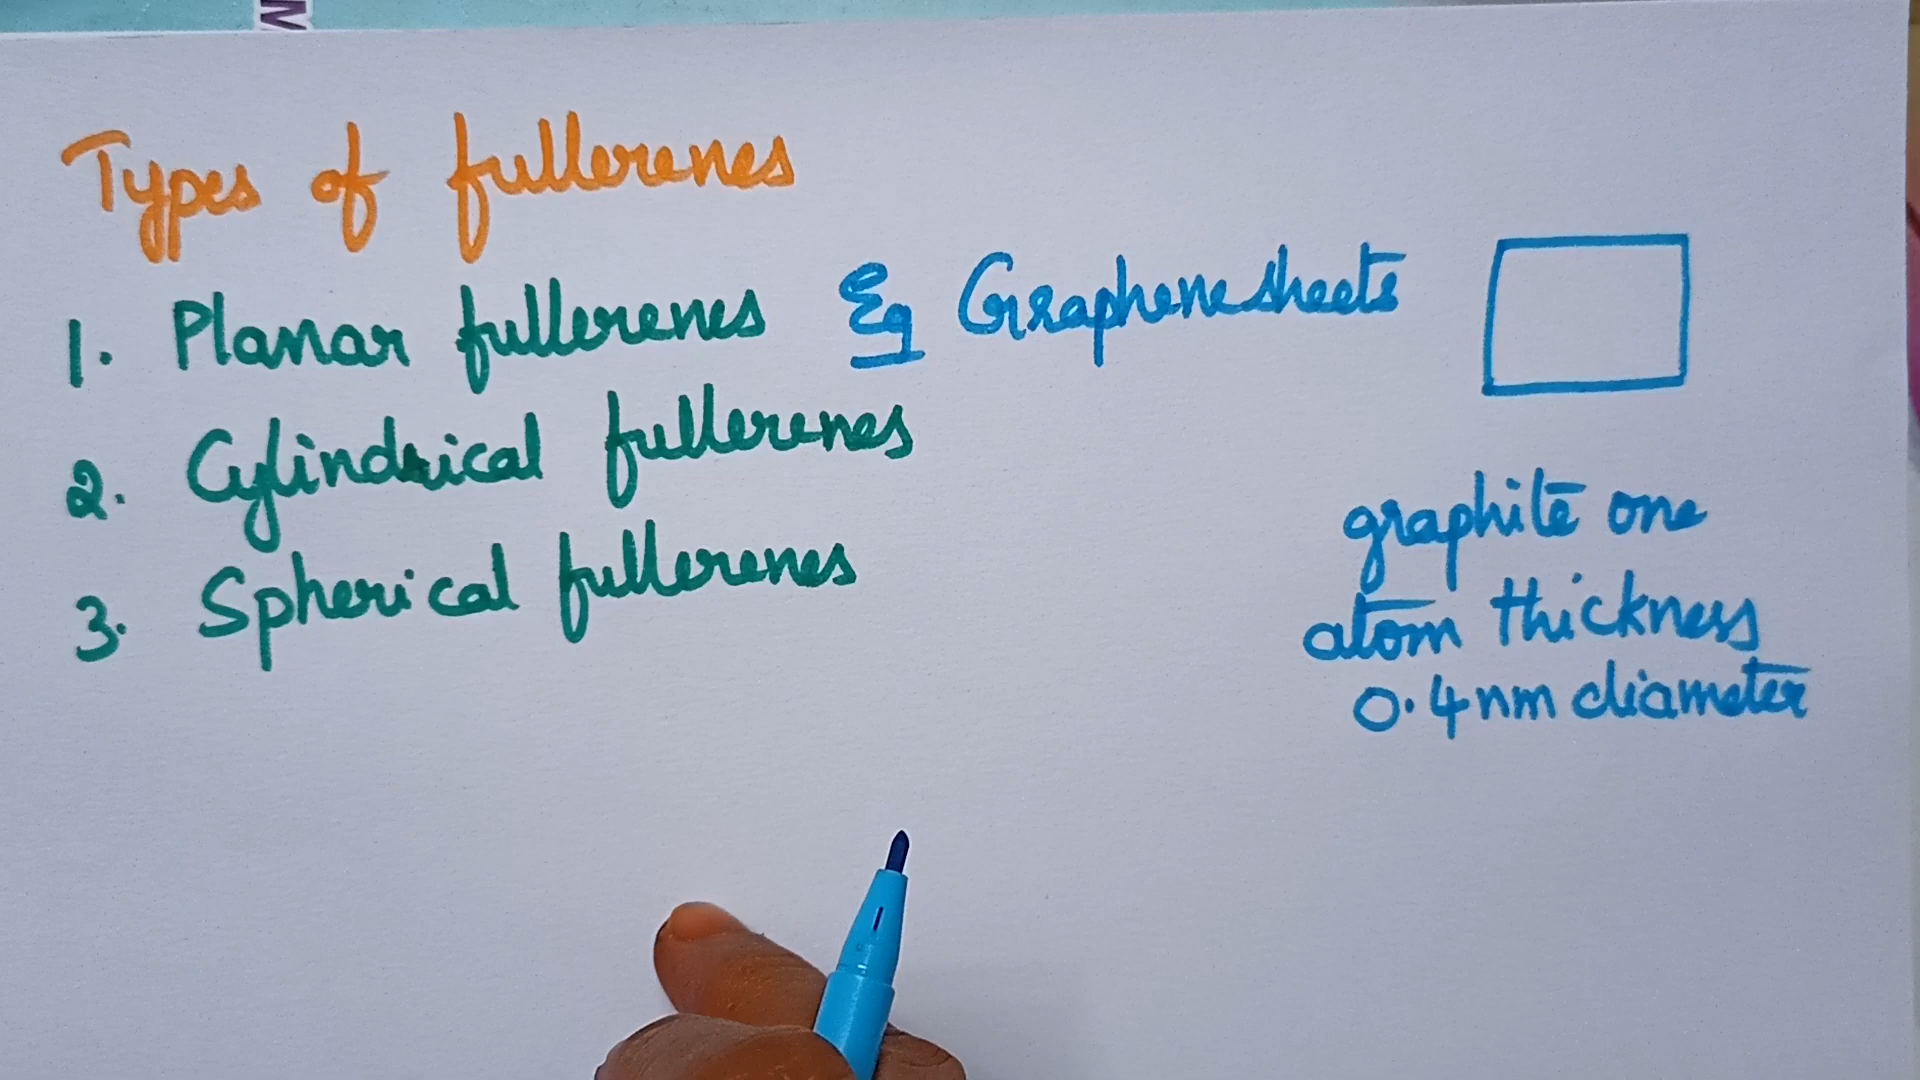 M
Types of fullerenes
1. Planar fullerenes Eg Graphene sheets
2. Cylindrical fullerenes
3. Spherical fullerenes
graphite one
atom thickness
0.4nm diameter